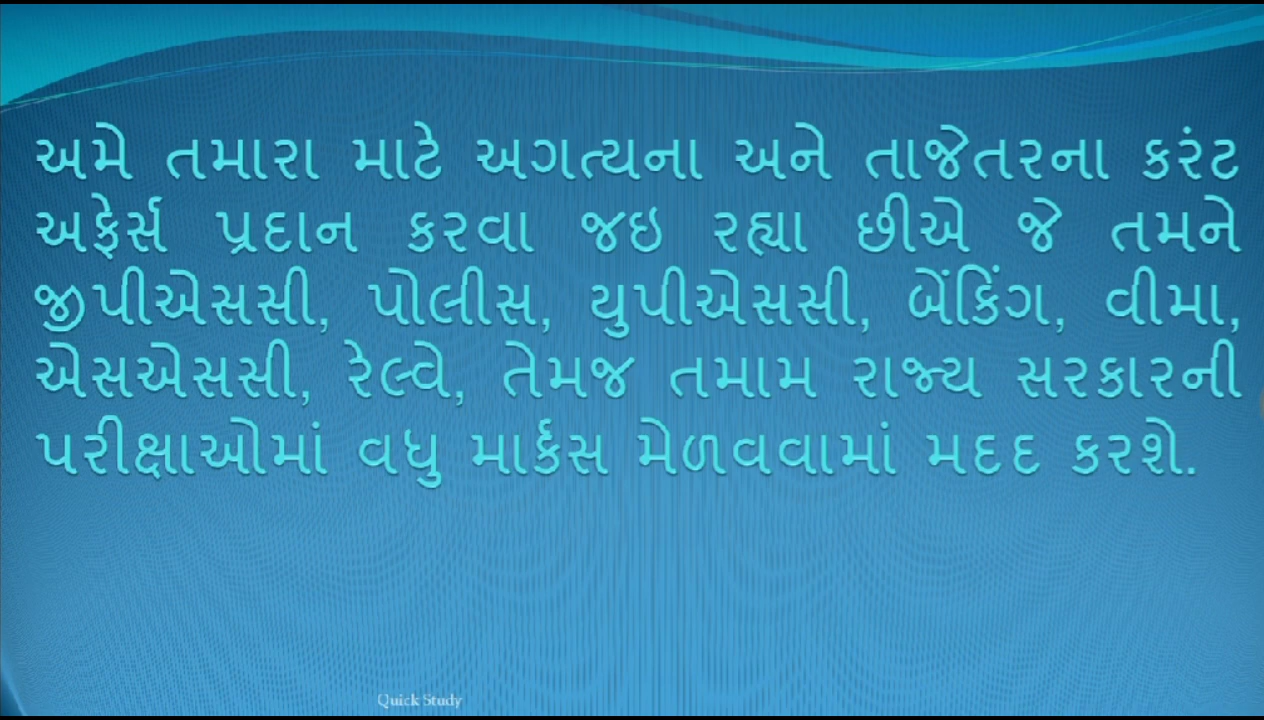 અમે તમારા માટે અગત્યના અને તાજેતરના કરંટ
અફેર્સ પ્રદાન કરવા જઇ રહ્યા છીએ જે તમને
જીપીએસસી, પોલીસ, યુપીએસસી, બેંકિંગ, વીમા,
એસએસસી, રેલ્વે, તેમજ તમામ રાજ્ય સરકારની
પરીક્ષાઓમાં વધુ માર્કસ મેળવવામાં મદદ કરશે.
Quick Study